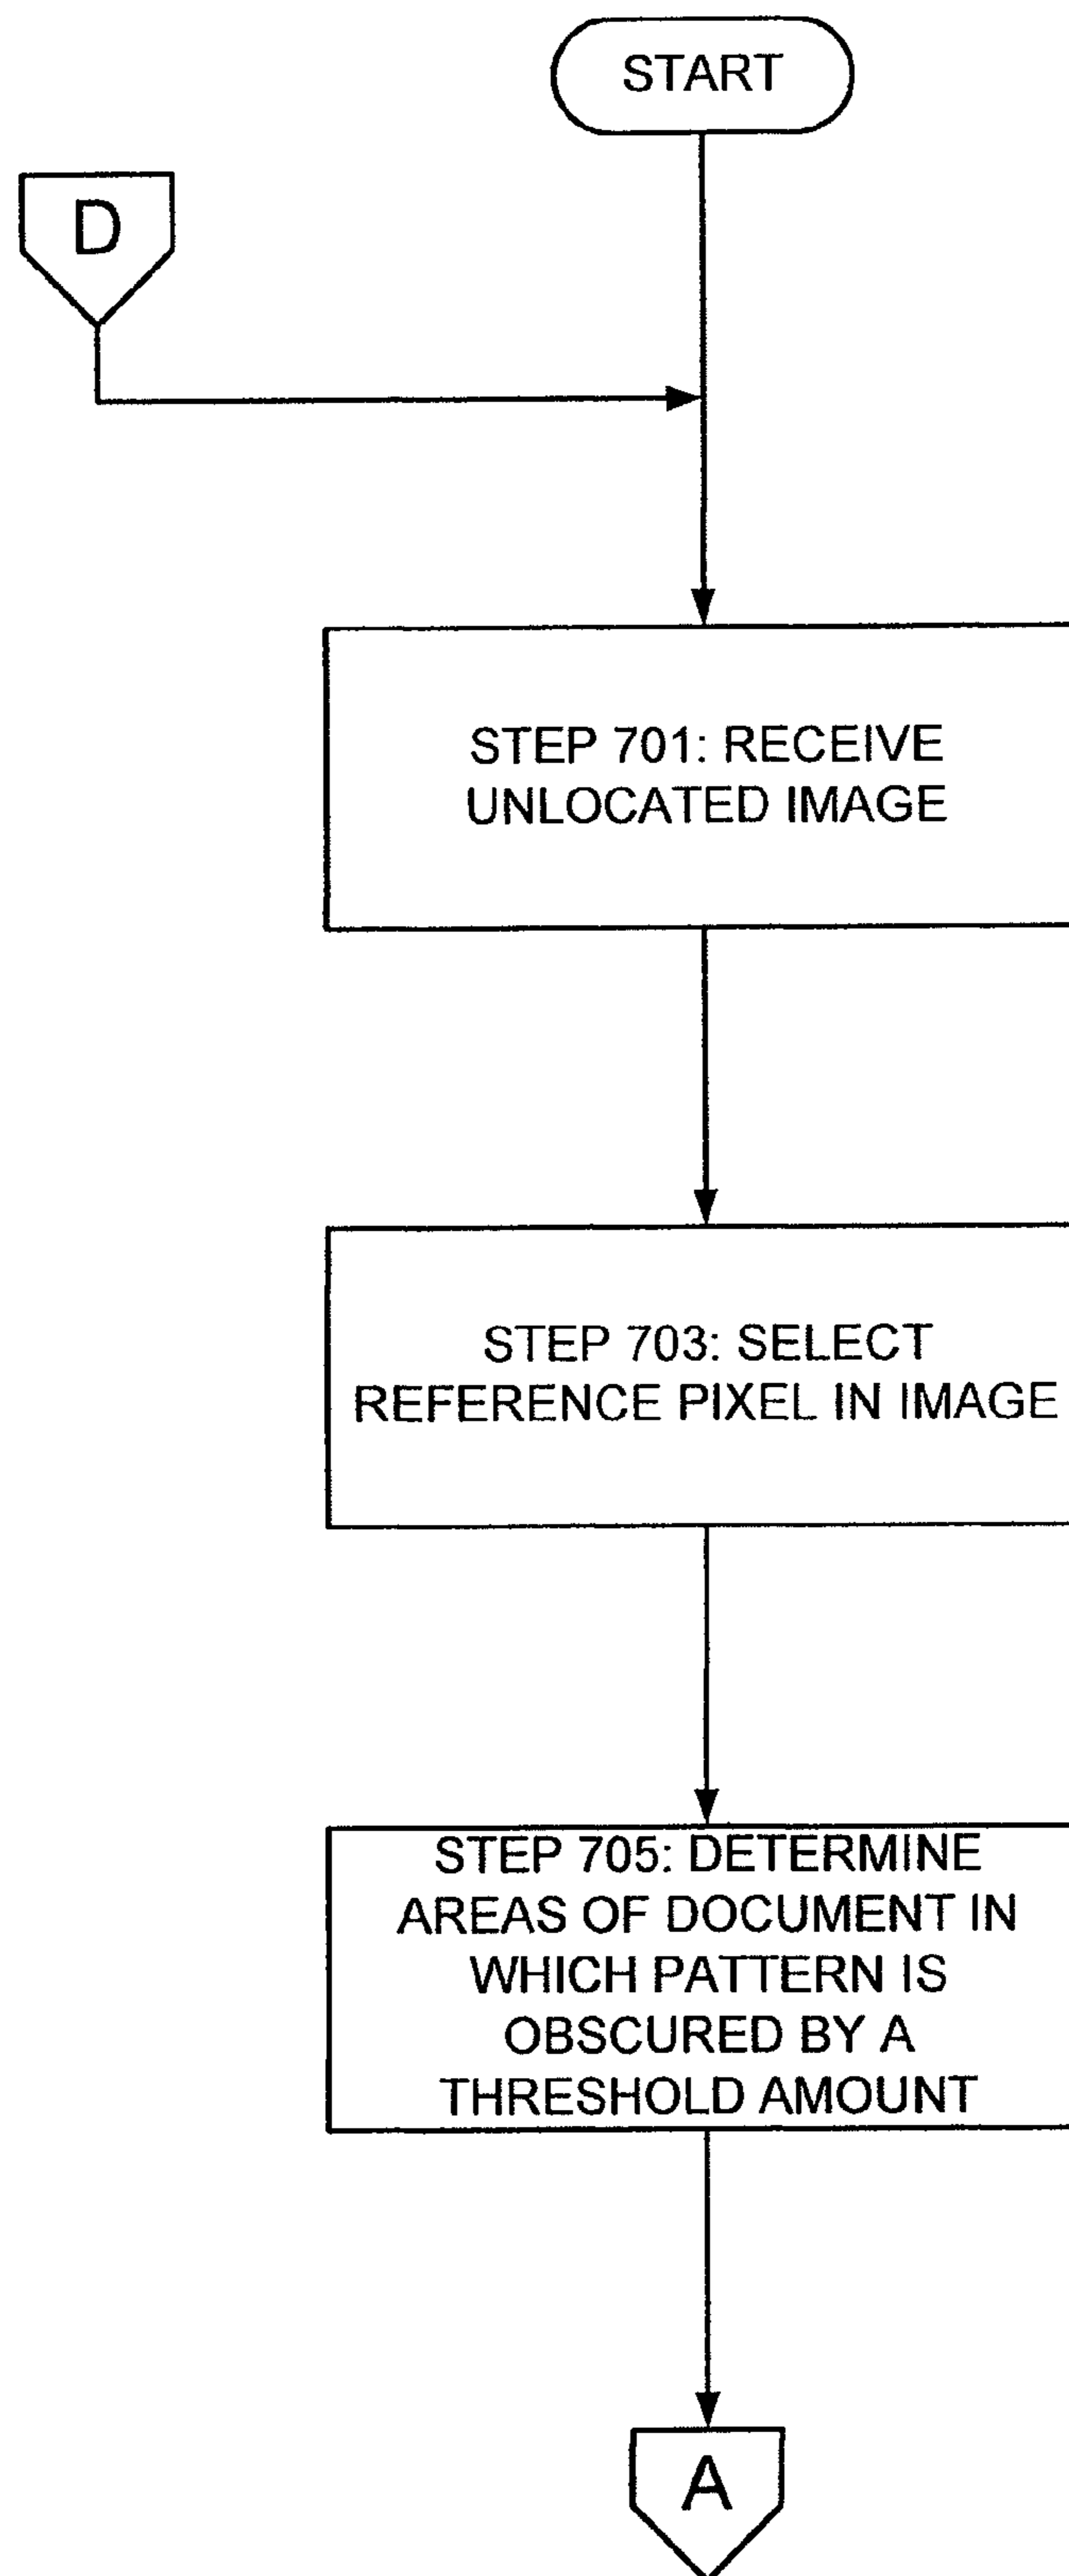 START
D
STEP 701: RECEIVE
UNLOCATED IMAGE
STEP 703: SELECT
REFERENCE PIXEL IN IMAGE
STEP 705: DETERMINE
AREAS OF DOCUMENT IN
WHICH PATTERN IS
OBSCURED BY A
THRESHOLD AMOUNT
A